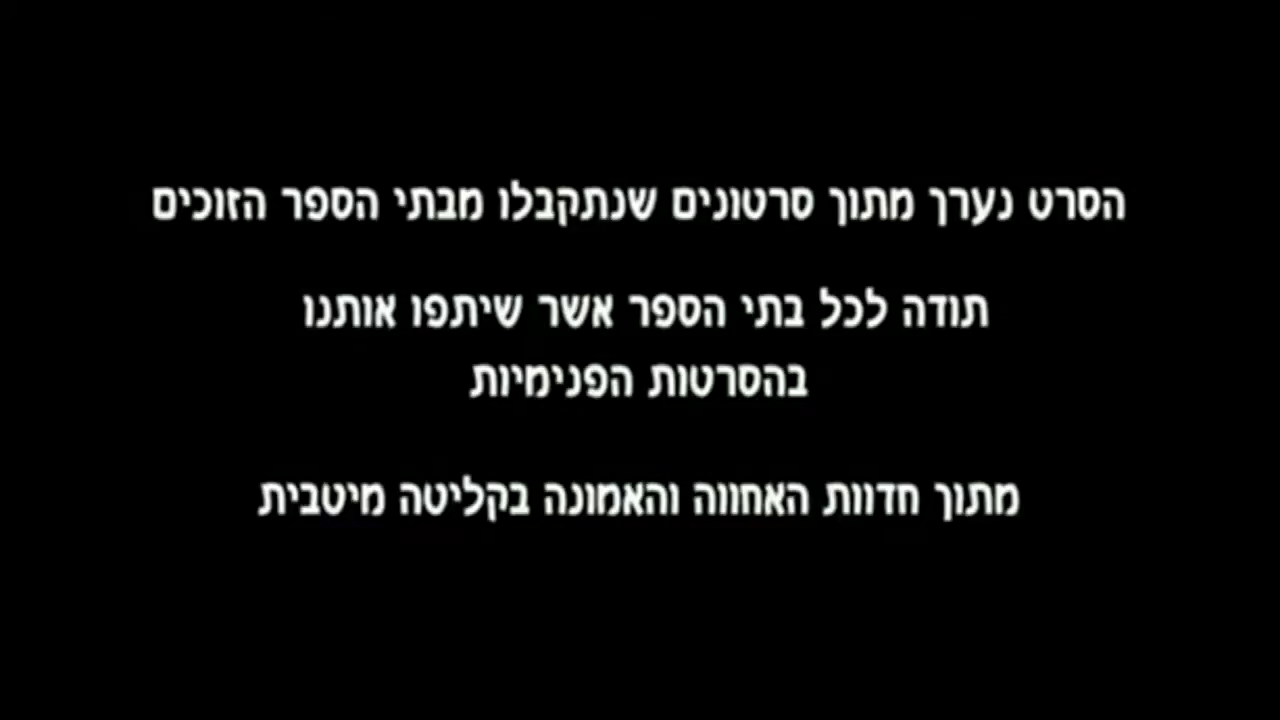 הסרט נערך מתוך סרטונים שנתקבלו מבתי הספר הזוכים
תודה לכל בתי הספר אשר שיתפו אותנו
בהסרטות הפנימיות
מתוך חדוות האחווה והאמונה בקליטה מיטבית